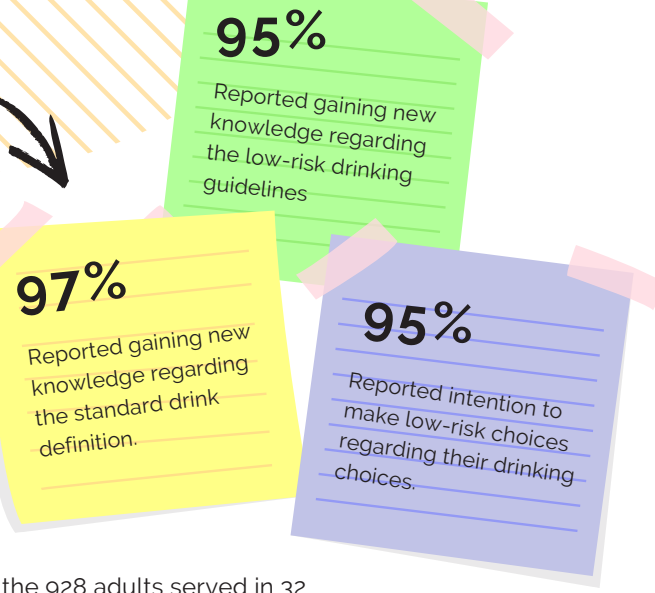 95%
Reported gaining new
knowledge regarding
the low-risk drinking
guidelines
97%
Reported gaining new
knowledge regarding
the standard drink
definition.
95%
Reported intention to
make low-risk choices
regarding their drinking
choices.
the 928 adults served in 32